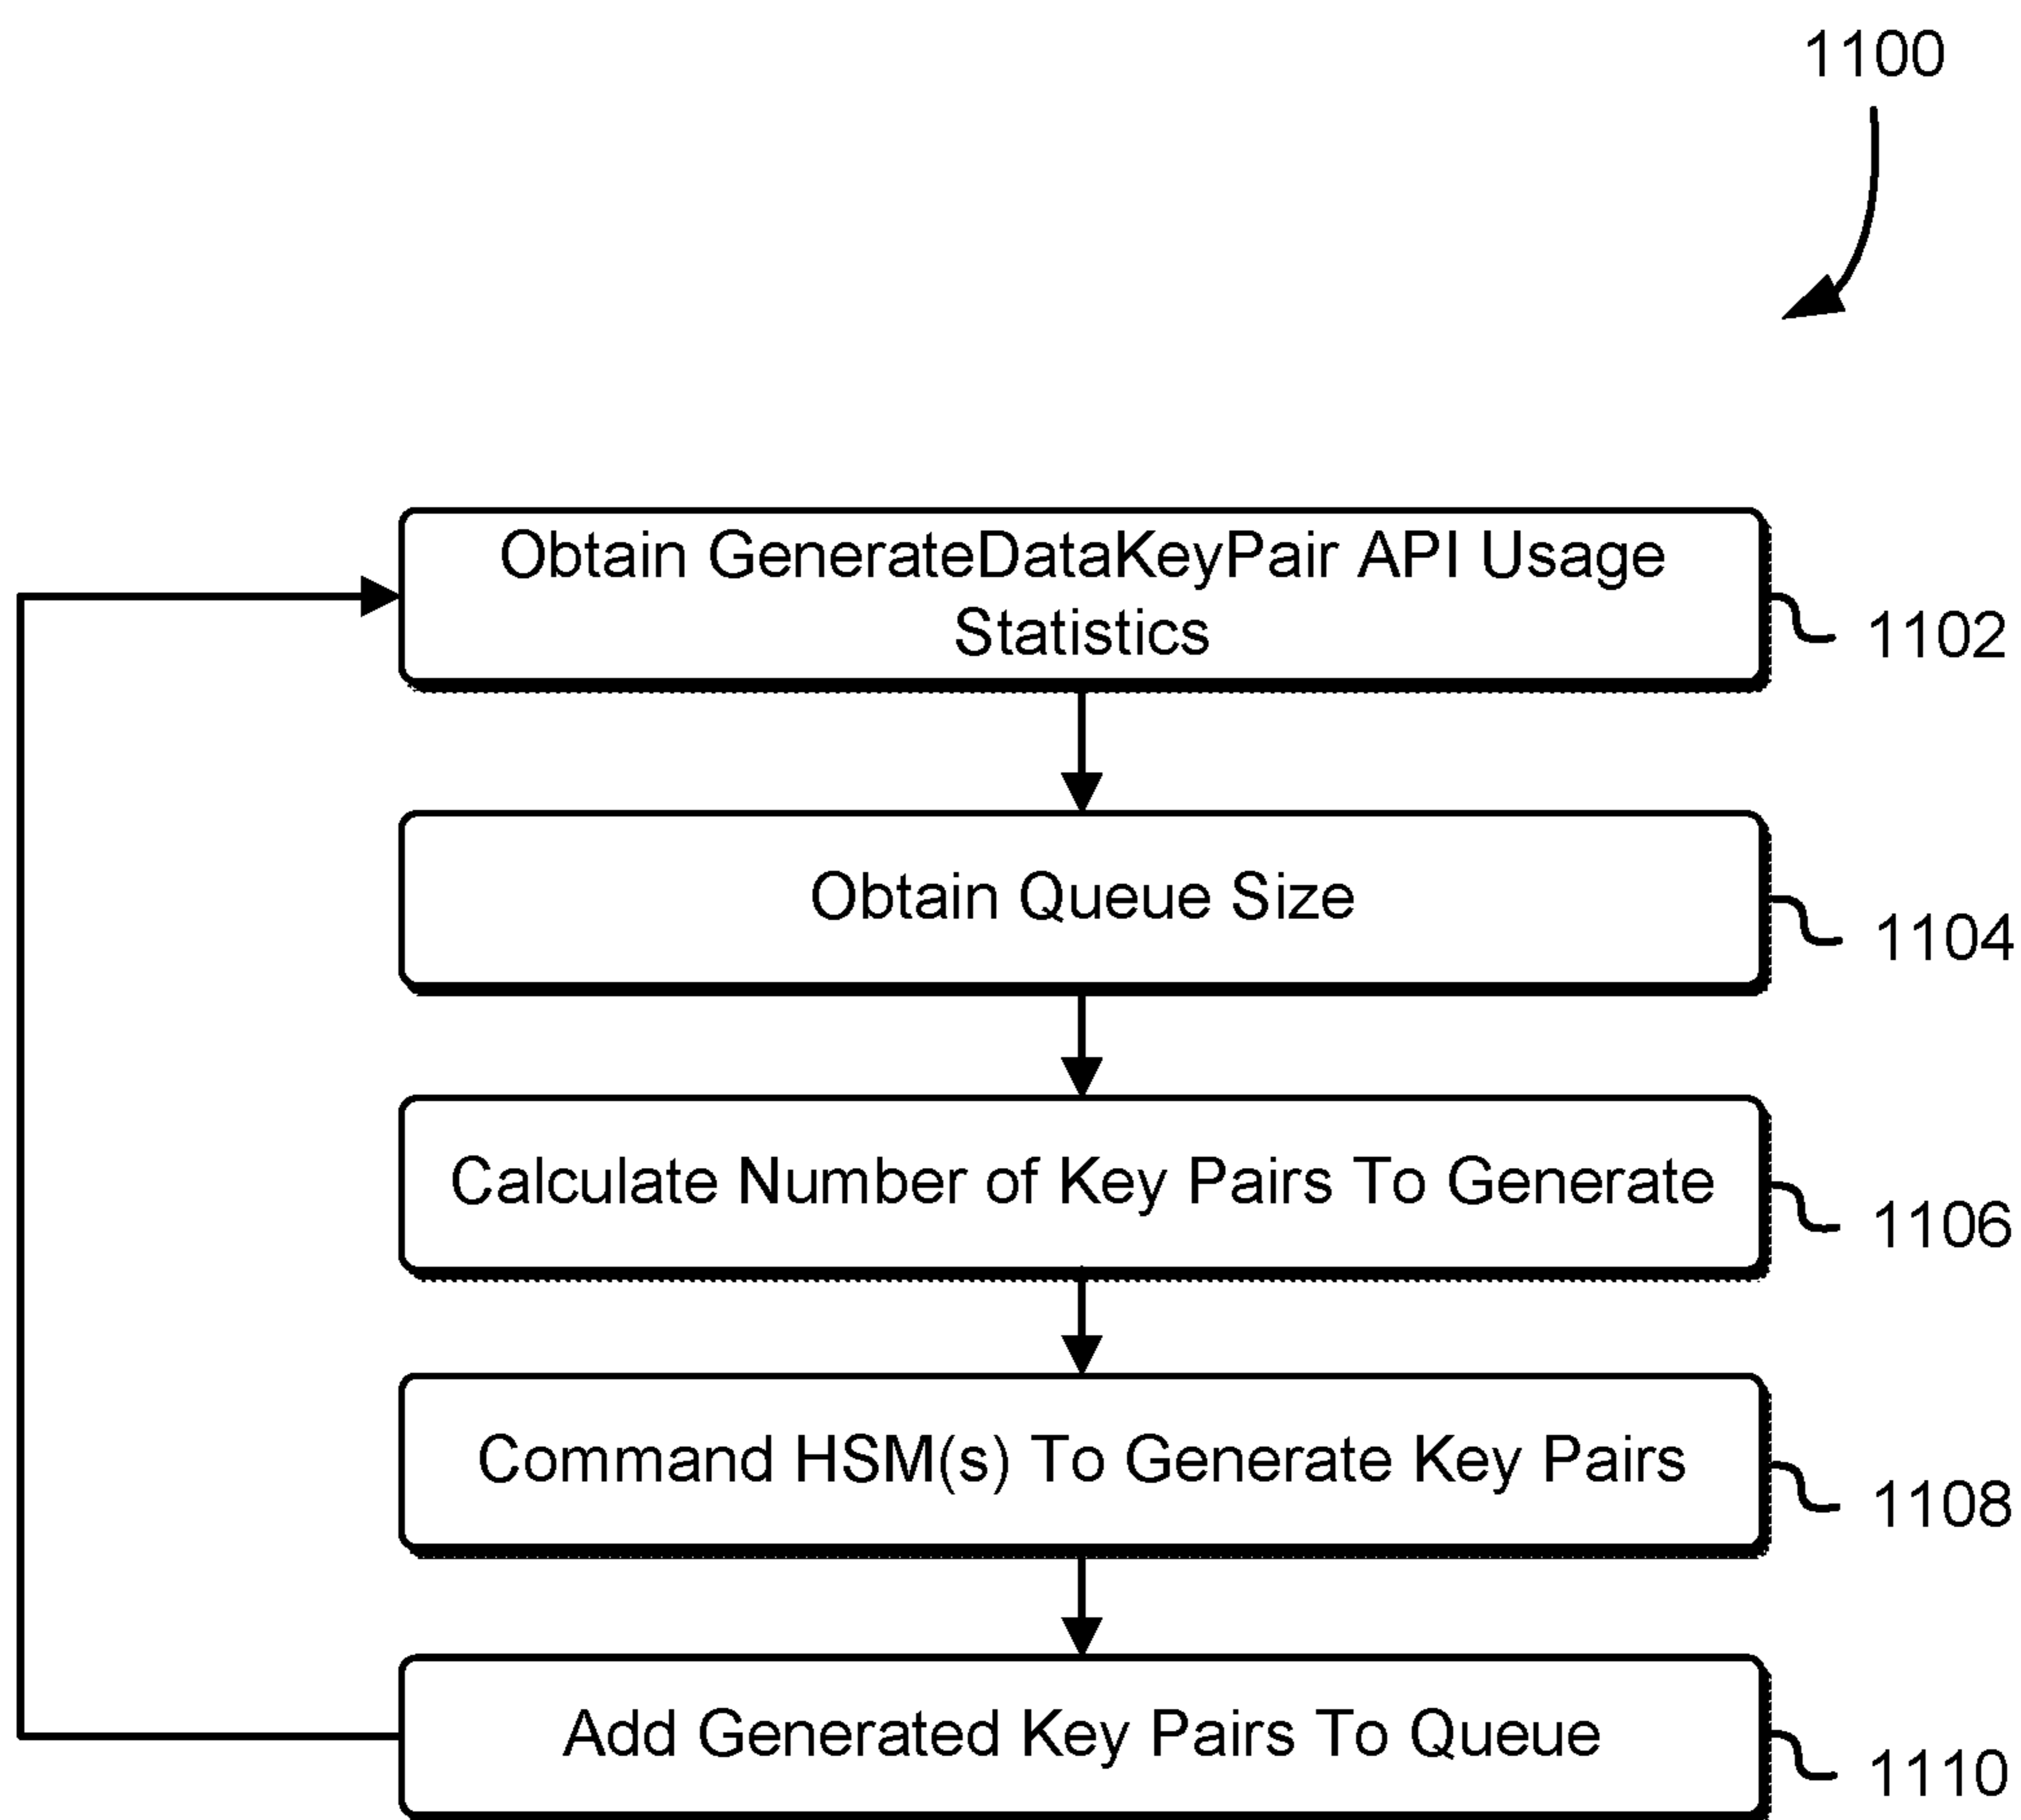 1100
Obtain GenerateDataKeyPair API Usage
Statistics
1102
Obtain Queue Size
1104
Calculate Number of Key Pairs To Generate
1106
Command HSM(s) To Generate Key Pairs
1108
Add Generated Key Pairs To Queue
1110